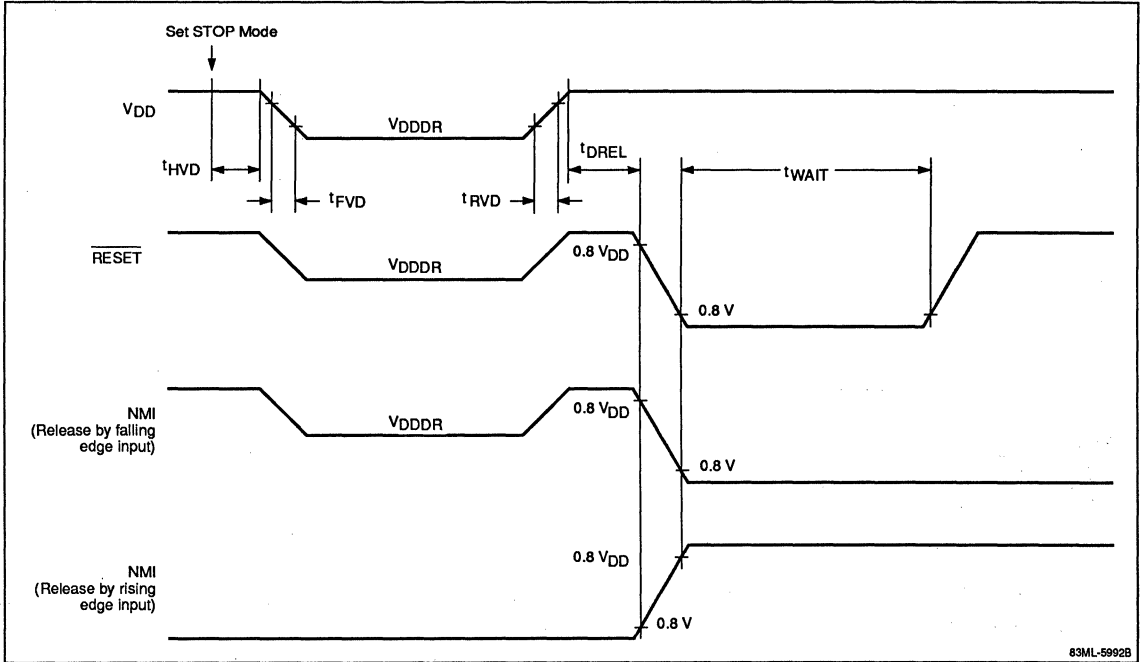 Set STOP Mode
VDD
VDDDR
tHVD
tFVD
tRVD
tDREL
tWAIT
RESET
VDDDR
0.8 VDD
0.8 V
NMI
(Release by falling
edge input)
VDDDR
0.8 VDD
0.8 V
NMI
(Release by rising
edge input)
0.8 VDD
0.8 V
83ML-5992B